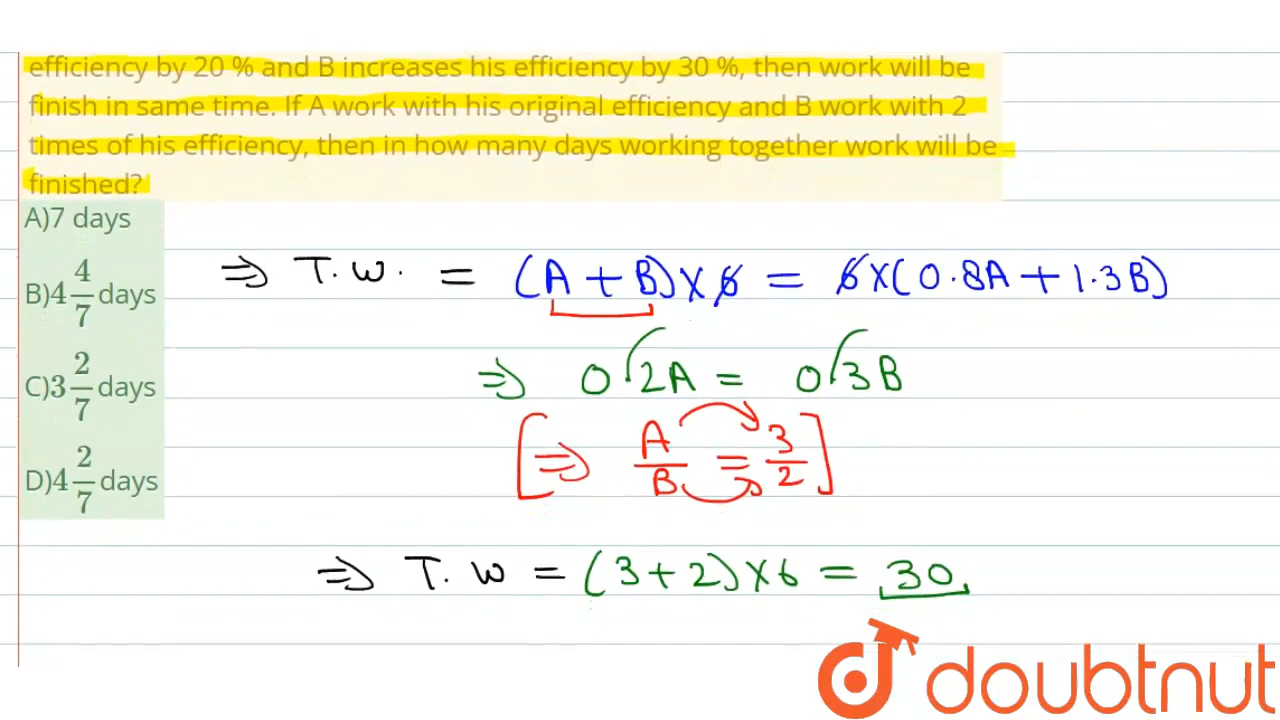 efficiency by 20 % and B increases his efficiency by 30 %, then work will be
finish in same time. If A work with his original efficiency and B work with 2
times of his efficiency, then in how many days working together work will be
finished?
A)7 days
B)4 4/7 days
C)3 2/7 days
D)4 2/7 days
⇒ T.W. = (A + B) × 6 = 6 × (0.8A + 1.3B)
⇒ 0.2A = 0.3B
[⇒ A/B = 3/2]
⇒ T.W = (3 + 2) × 6 = 30
doubtnut